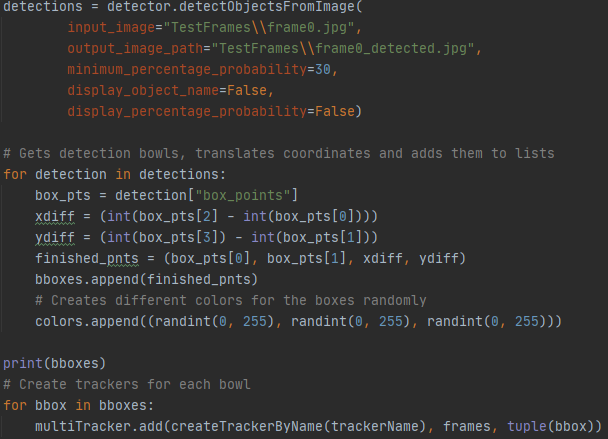 detections = detector.detectObjectsFromImage(
        input_image="TestFrames\\frame0.jpg",
        output_image_path="TestFrames\\frame0_detected.jpg",
        minimum_percentage_probability=30,
        display_object_name=False,
        display_percentage_probability=False)

# Gets detection bowls, translates coordinates and adds them to lists
for detection in detections:
    box_pts = detection["box_points"]
    xdiff = (int(box_pts[2] - int(box_pts[0])))
    ydiff = (int(box_pts[3]) - int(box_pts[1]))
    finished_pnts = (box_pts[0], box_pts[1], xdiff, ydiff)
    bboxes.append(finished_pnts)
    # Creates different colors for the boxes randomly
    colors.append((randint(0, 255), randint(0, 255), randint(0, 255)))

print(bboxes)
# Create trackers for each bowl
for bbox in bboxes:
    multiTracker.add(createTrackerByName(trackerName), frames, tuple(bbox))